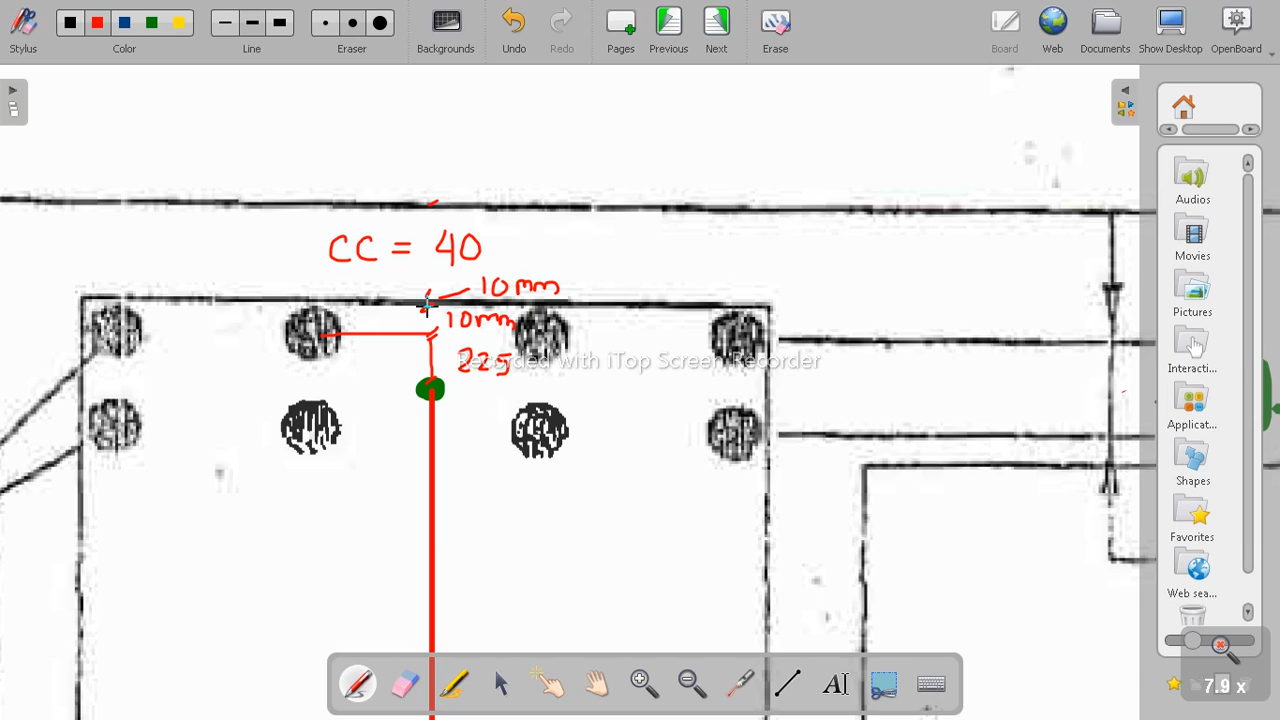 Stylus
Color
Line
Eraser
Backgrounds
Undo
Redo
Pages
Previous
Next
Erase
Board
Web
Documents
Show Desktop
OpenBoard
CC = 40
10mm
10mm
225
Recorded with iTop Screen Recorder
Audios
Movies
Pictures
Interacti...
Applicat...
Shapes
Favorites
Web sea...
7.9 x